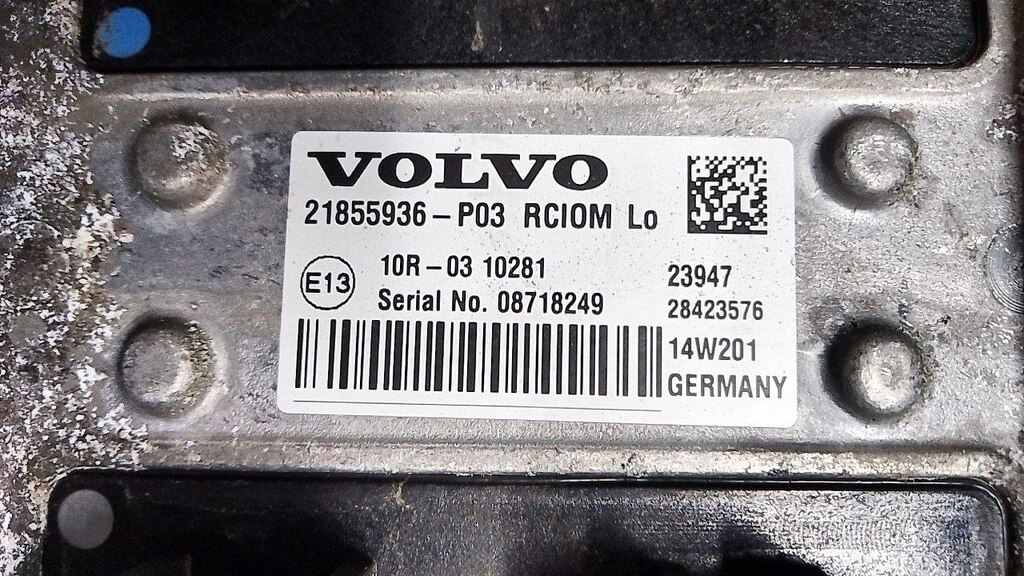 VOLVO
21855936-P03 RCIOM Lo
E13
10R-03 10281
Serial No. 08718249
23947
28423576
14W201
GERMANY